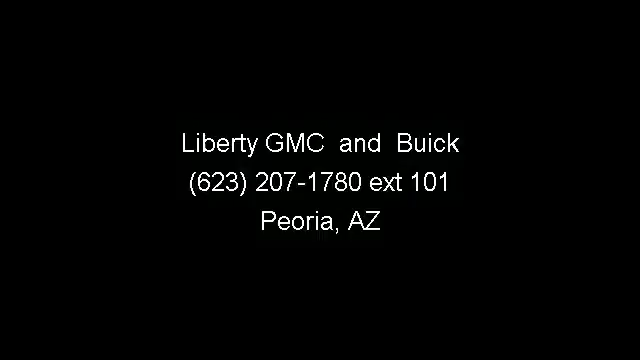 Liberty GMC  and  Buick
(623) 207-1780 ext 101
Peoria, AZ